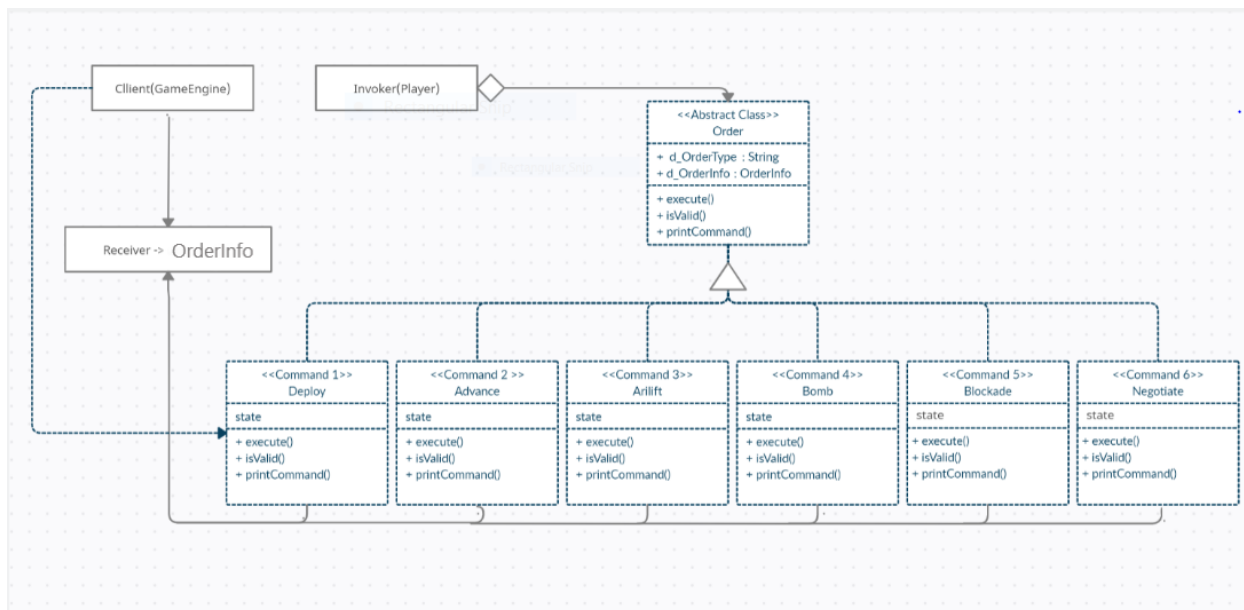 Cllient(GameEngine)
Invoker(Player)
<<Abstract Class>>
Order
+ d_OrderType : String
+ d_OrderInfo : OrderInfo
+ execute()
+ isValid()
+ printCommand()
Receiver -> OrderInfo
<<Command 1>>
Deploy
state
+ execute()
+ isValid()
+ printCommand()
<<Command 2 >>
Advance
state
+ execute()
+ isValid()
+ printCommand()
<<Command 3>>
Arilift
state
+ execute()
+ isValid()
+ printCommand()
<<Command 4>>
Bomb
state
+ execute()
+ isValid()
+ printCommand()
<<Command 5>>
Blockade
state
+ execute()
+ isValid()
+ printCommand()
<<Command 6>>
Negotiate
state
+ execute()
+ isValid()
+ printCommand()